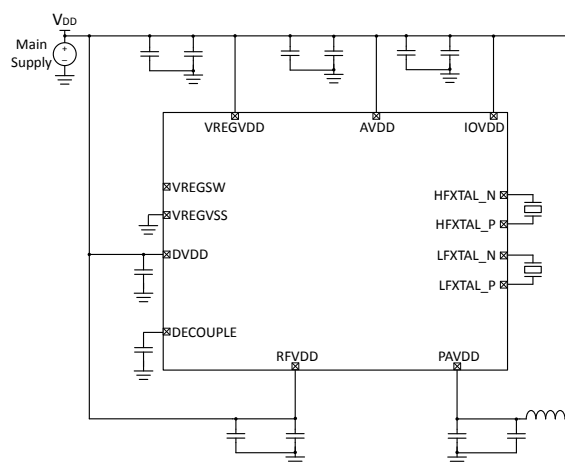 VDD
Main
Supply
+
–
VREGVDD
AVDD
IOVDD
VREGSW
HFXTAL_N
VREGVSS
HFXTAL_P
DVDD
LFXTAL_N
LFXTAL_P
DECOUPLE
RFVDD
PAVDD